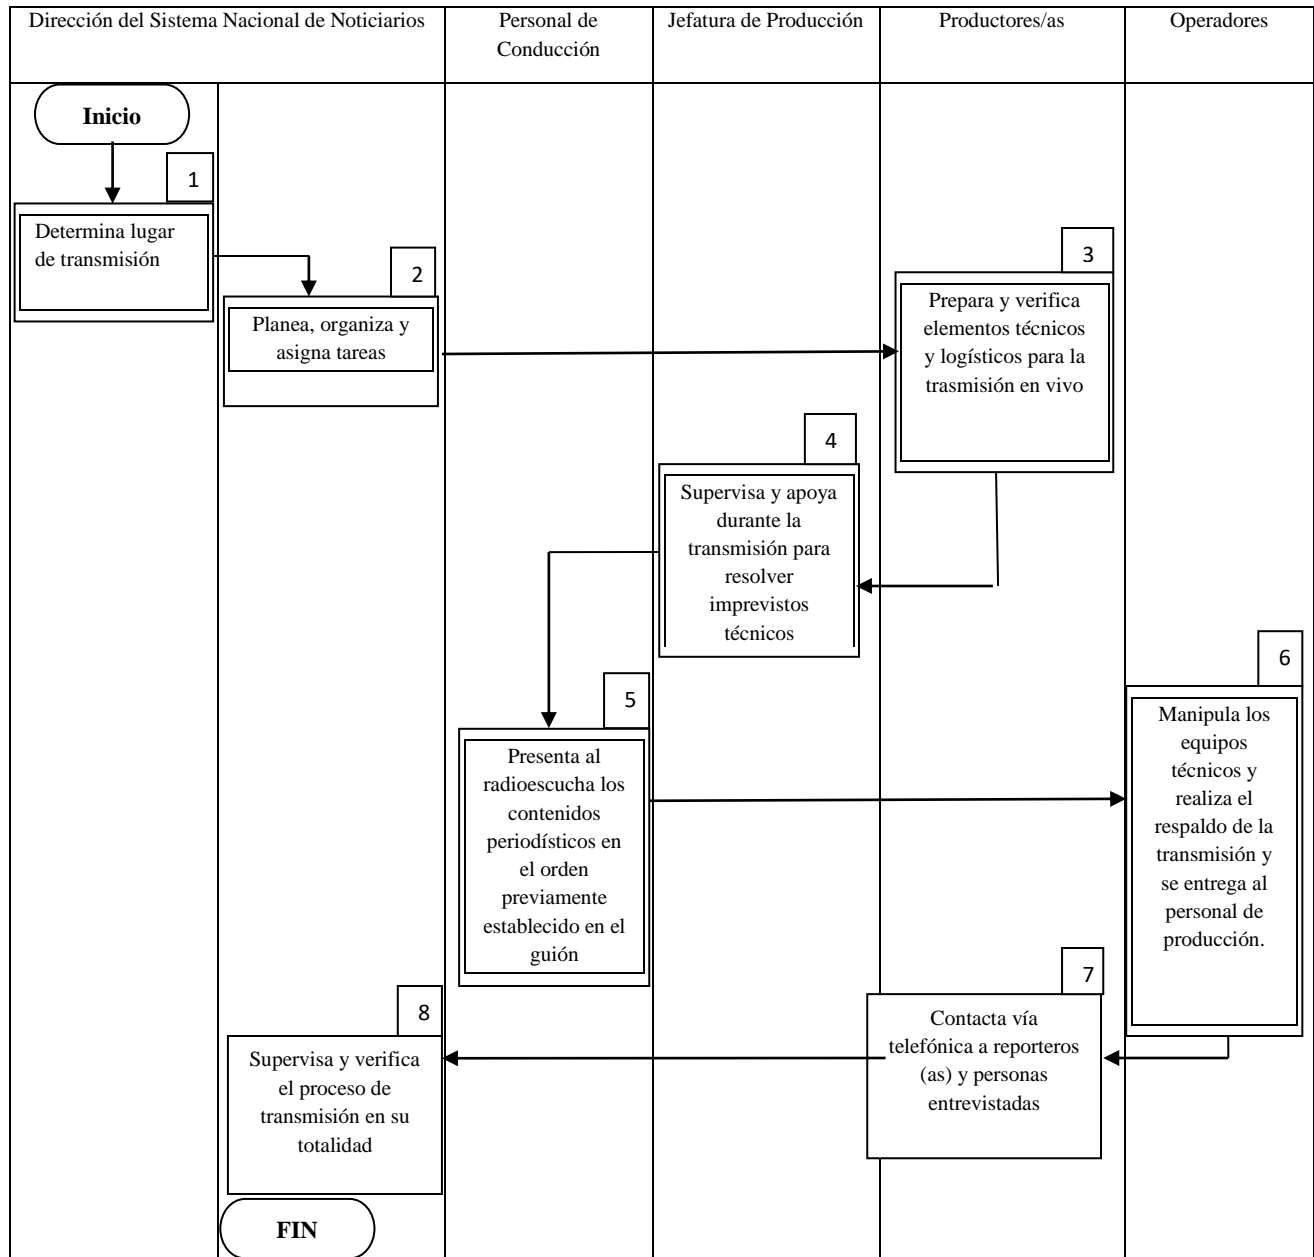 Dirección del Sistema Nacional de Noticiarios
Personal de
Conducción
Jefatura de Producción
Productores/as
Operadores
Inicio
1
Determina lugar
de transmisión
2
Planea, organiza y
asigna tareas
3
Prepara y verifica
elementos técnicos
y logísticos para la
trasmisión en vivo
4
Supervisa y apoya
durante la
transmisión para
resolver
imprevistos
técnicos
5
Presenta al
radioescucha los
contenidos
periodísticos en
el orden
previamente
establecido en el
guión
6
Manipula los
equipos
técnicos y
realiza el
respaldo de la
transmisión y
se entrega al
personal de
producción.
7
Contacta vía
telefónica a reporteros
(as) y personas
entrevistadas
8
Supervisa y verifica
el proceso de
transmisión en su
totalidad
FIN